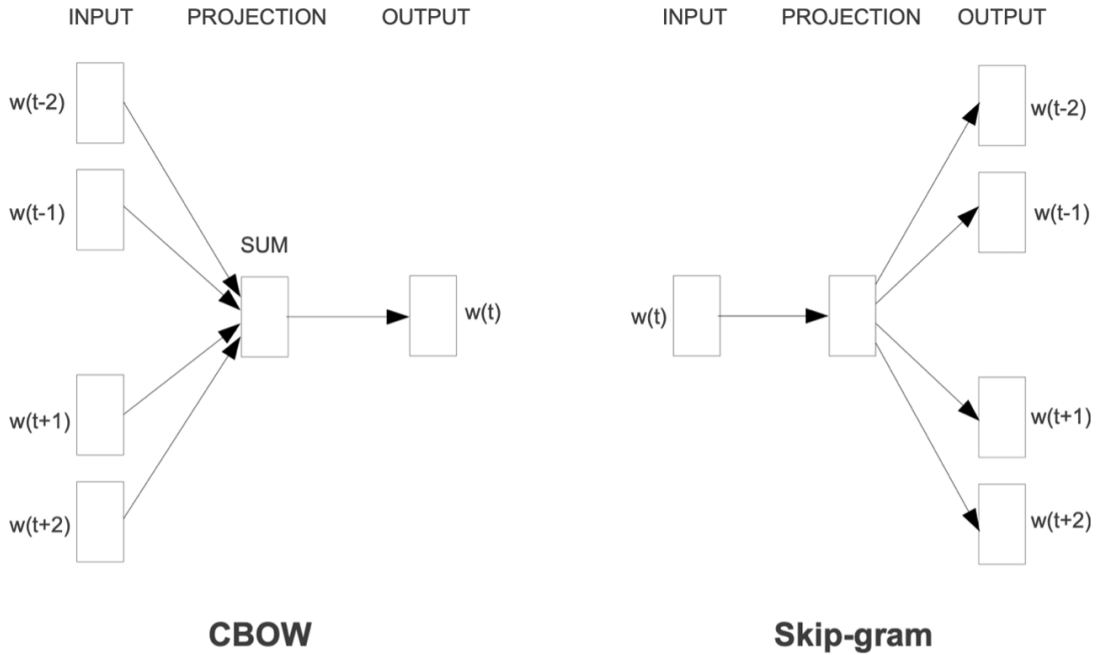 INPUT PROJECTION OUTPUT
w(t-2)
w(t-1)
SUM
w(t)
w(t+1)
w(t+2)
CBOW
INPUT PROJECTION OUTPUT
w(t-2)
w(t-1)
w(t)
w(t+1)
w(t+2)
Skip-gram